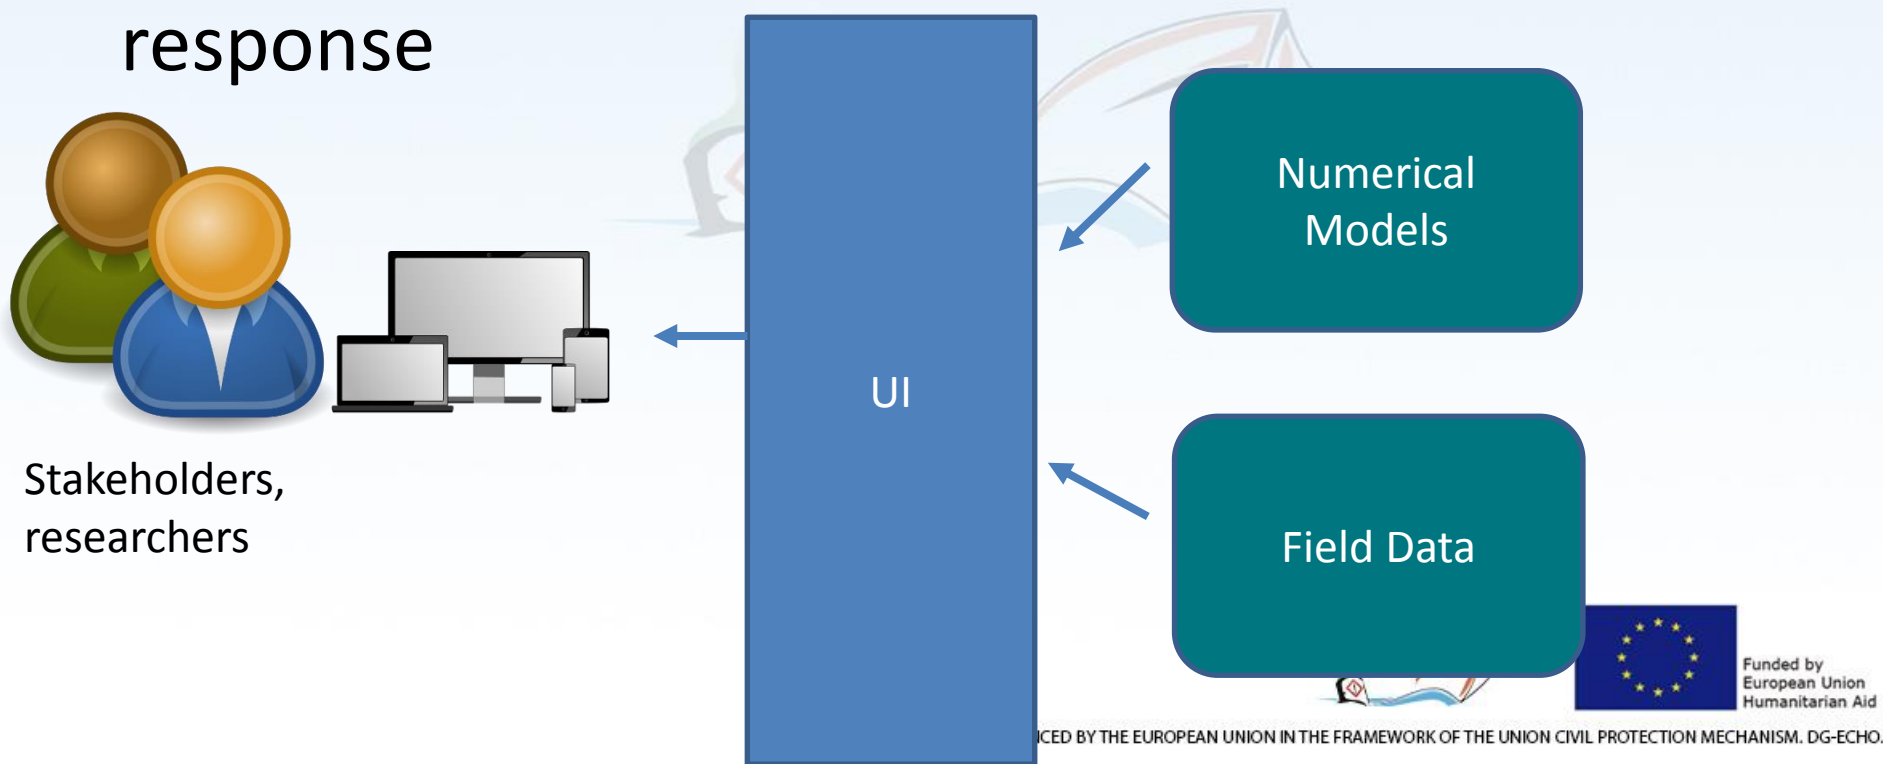 response
UI
Numerical
Models
Stakeholders,
researchers
Field Data
Funded by
European Union
Humanitarian Aid
CED BY THE EUROPEAN UNION IN THE FRAMEWORK OF THE UNION CIVIL PROTECTION MECHANISM. DG-ECHO.